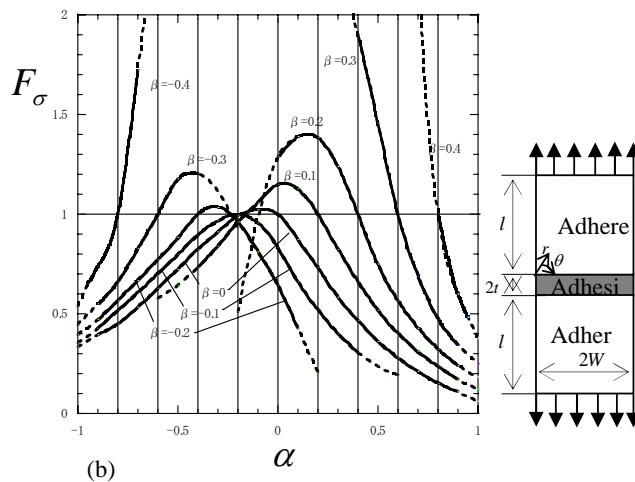 2
1.5
1
0.5
0
-1
-0.5
0
0.5
1
F_σ
α
(b)
β=-0.4
β=-0.3
β=0.2
β=0.3
β=0.1
β=0.4
β=0
β=-0.1
β=-0.2
l
2t
l
r
θ
Adhere
Adhesi
Adher
2W